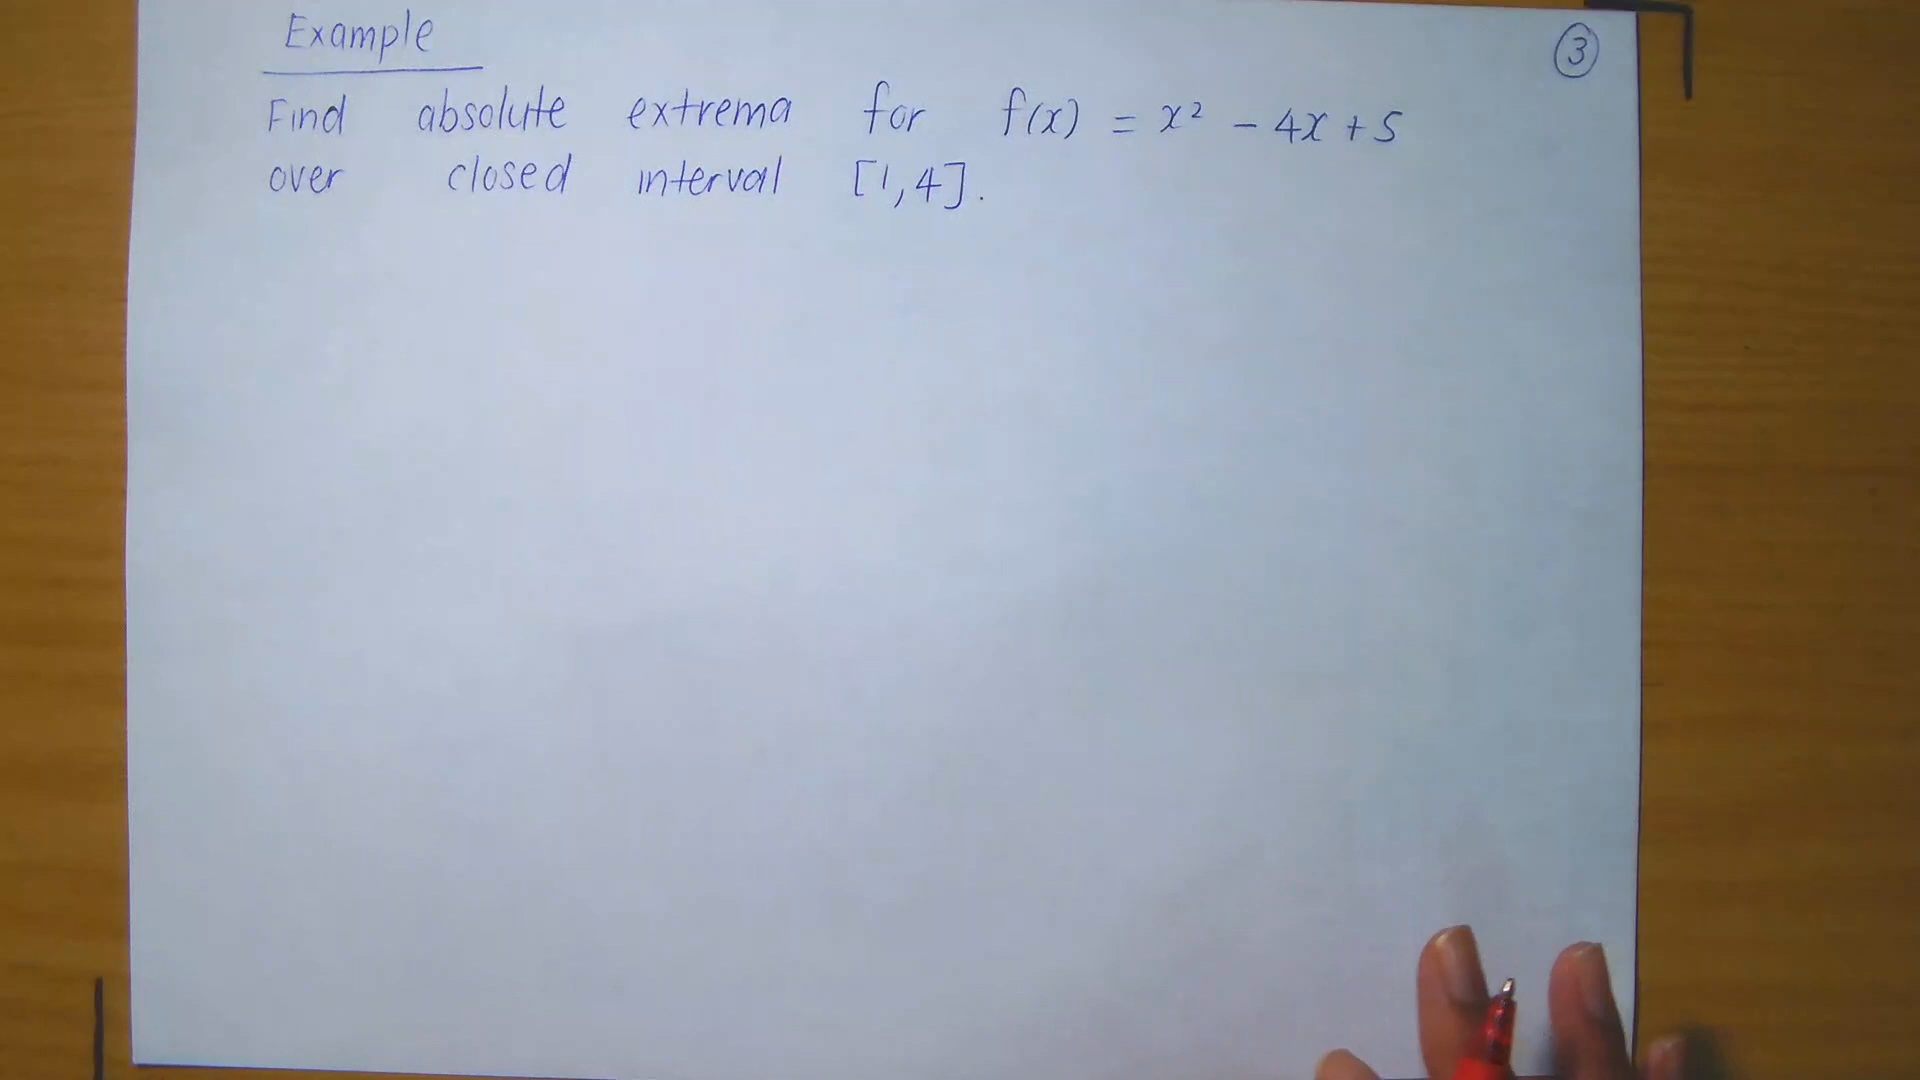 Example
③
Find absolute extrema for f(x) = x² - 4x + 5
over closed interval [1,4].